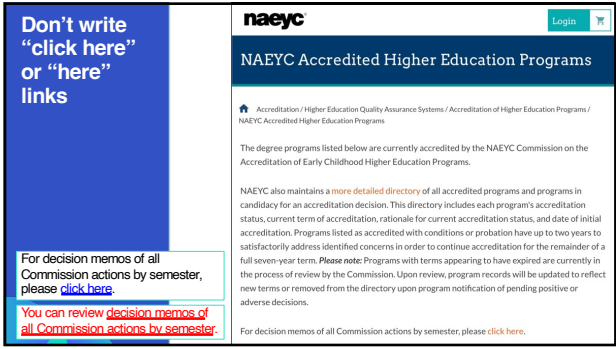 Don’t write
“click here”
or “here”
links
For decision memos of all
Commission actions by semester,
please click here.
You can review decision memos of
all Commission actions by semester.
naeyc
Login
NAEYC Accredited Higher Education Programs
Accreditation / Higher Education Quality Assurance Systems / Accreditation of Higher Education Programs /
NAEYC Accredited Higher Education Programs
The degree programs listed below are currently accredited by the NAEYC Commission on the
Accreditation of Early Childhood Higher Education Programs.
NAEYC also maintains a more detailed directory of all accredited programs and programs in
candidacy for an accreditation decision. This directory includes each program's accreditation
status, current term of accreditation, rationale for current accreditation status, and date of initial
accreditation. Programs listed as accredited with conditions or probation have up to two years to
satisfactorily address identified concerns in order to continue accreditation for the remainder of a
full seven-year term. Please note: Programs with terms appearing to have expired are currently in
the process of review by the Commission. Upon review, program records will be updated to reflect
new terms or removed from the directory upon program notification of pending positive or
adverse decisions.
For decision memos of all Commission actions by semester, please click here.